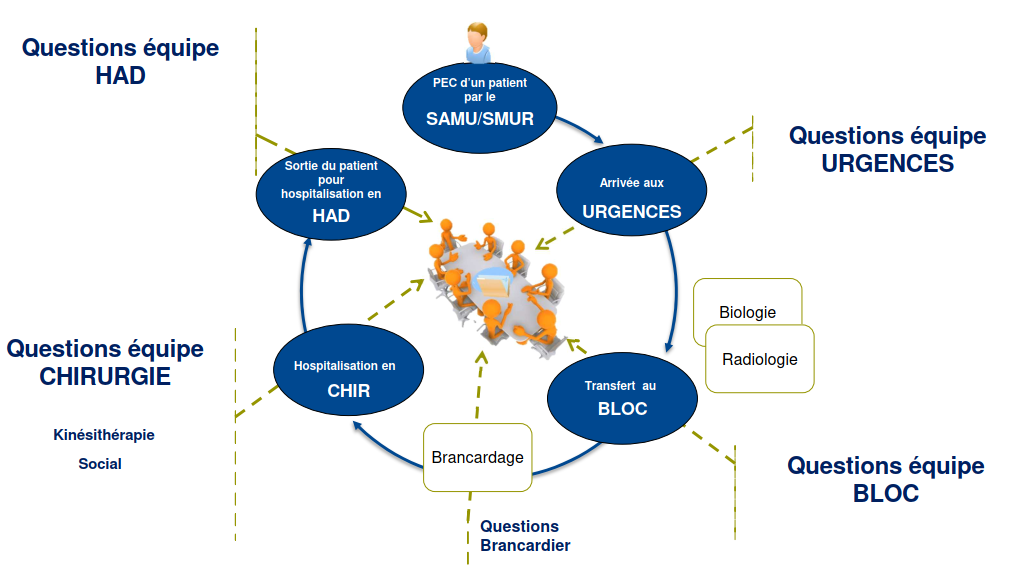 Questions équipe
HAD
PEC d'un patient
par le
SAMU/SMUR
Questions équipe
URGENCES
Sortie du patient
pour
hospitalisation en
HAD
Arrivée aux
URGENCES
Biologie
Radiologie
Questions équipe
CHIRURGIE
Hospitalisation en
CHIR
Transfert au
BLOC
Kinésithérapie
Social
Brancardage
Questions équipe
BLOC
Questions
Brancardier